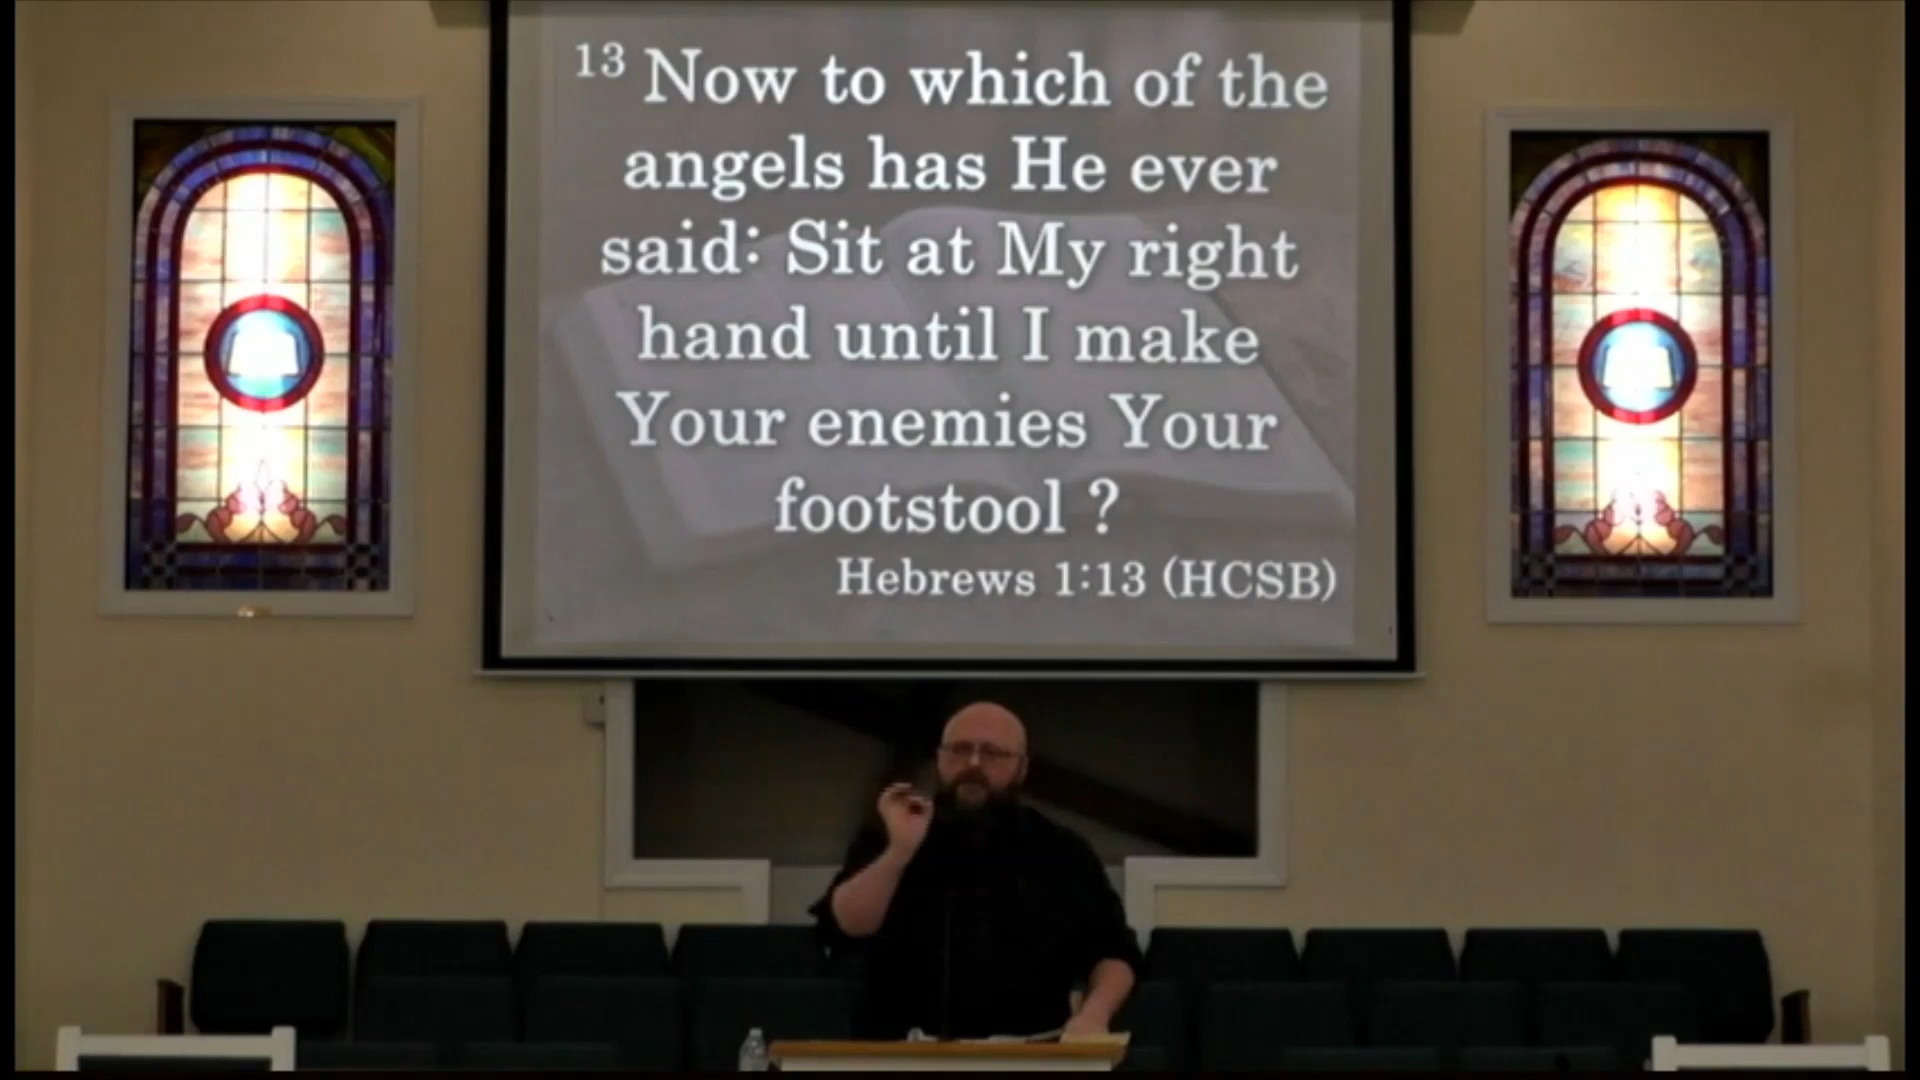 13 Now to which of the
angels has He ever
said: Sit at My right
hand until I make
Your enemies Your
footstool ?
Hebrews 1:13 (HCSB)